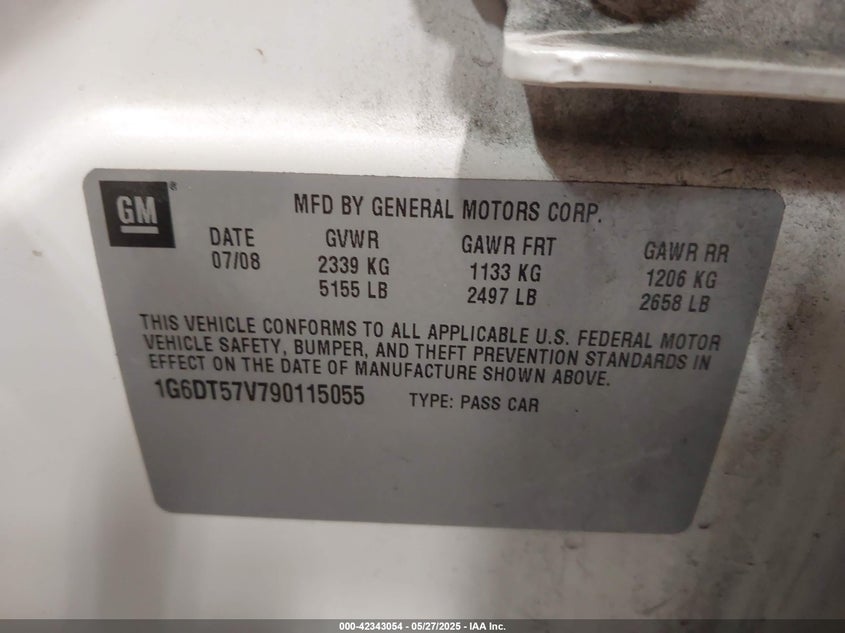 GM®
MFD BY GENERAL MOTORS CORP.
DATE GVWR GAWR FRT GAWR RR
07/08 2339 KG 1133 KG 1206 KG
5155 LB 2497 LB 2658 LB
THIS VEHICLE CONFORMS TO ALL APPLICABLE U.S. FEDERAL MOTOR
VEHICLE SAFETY, BUMPER, AND THEFT PREVENTION STANDARDS IN
EFFECT ON THE DATE OF MANUFACTURE SHOWN ABOVE.
1G6DT57V790115055 TYPE: PASS CAR
000-42343054 - 05/27/2025 - IAA Inc.